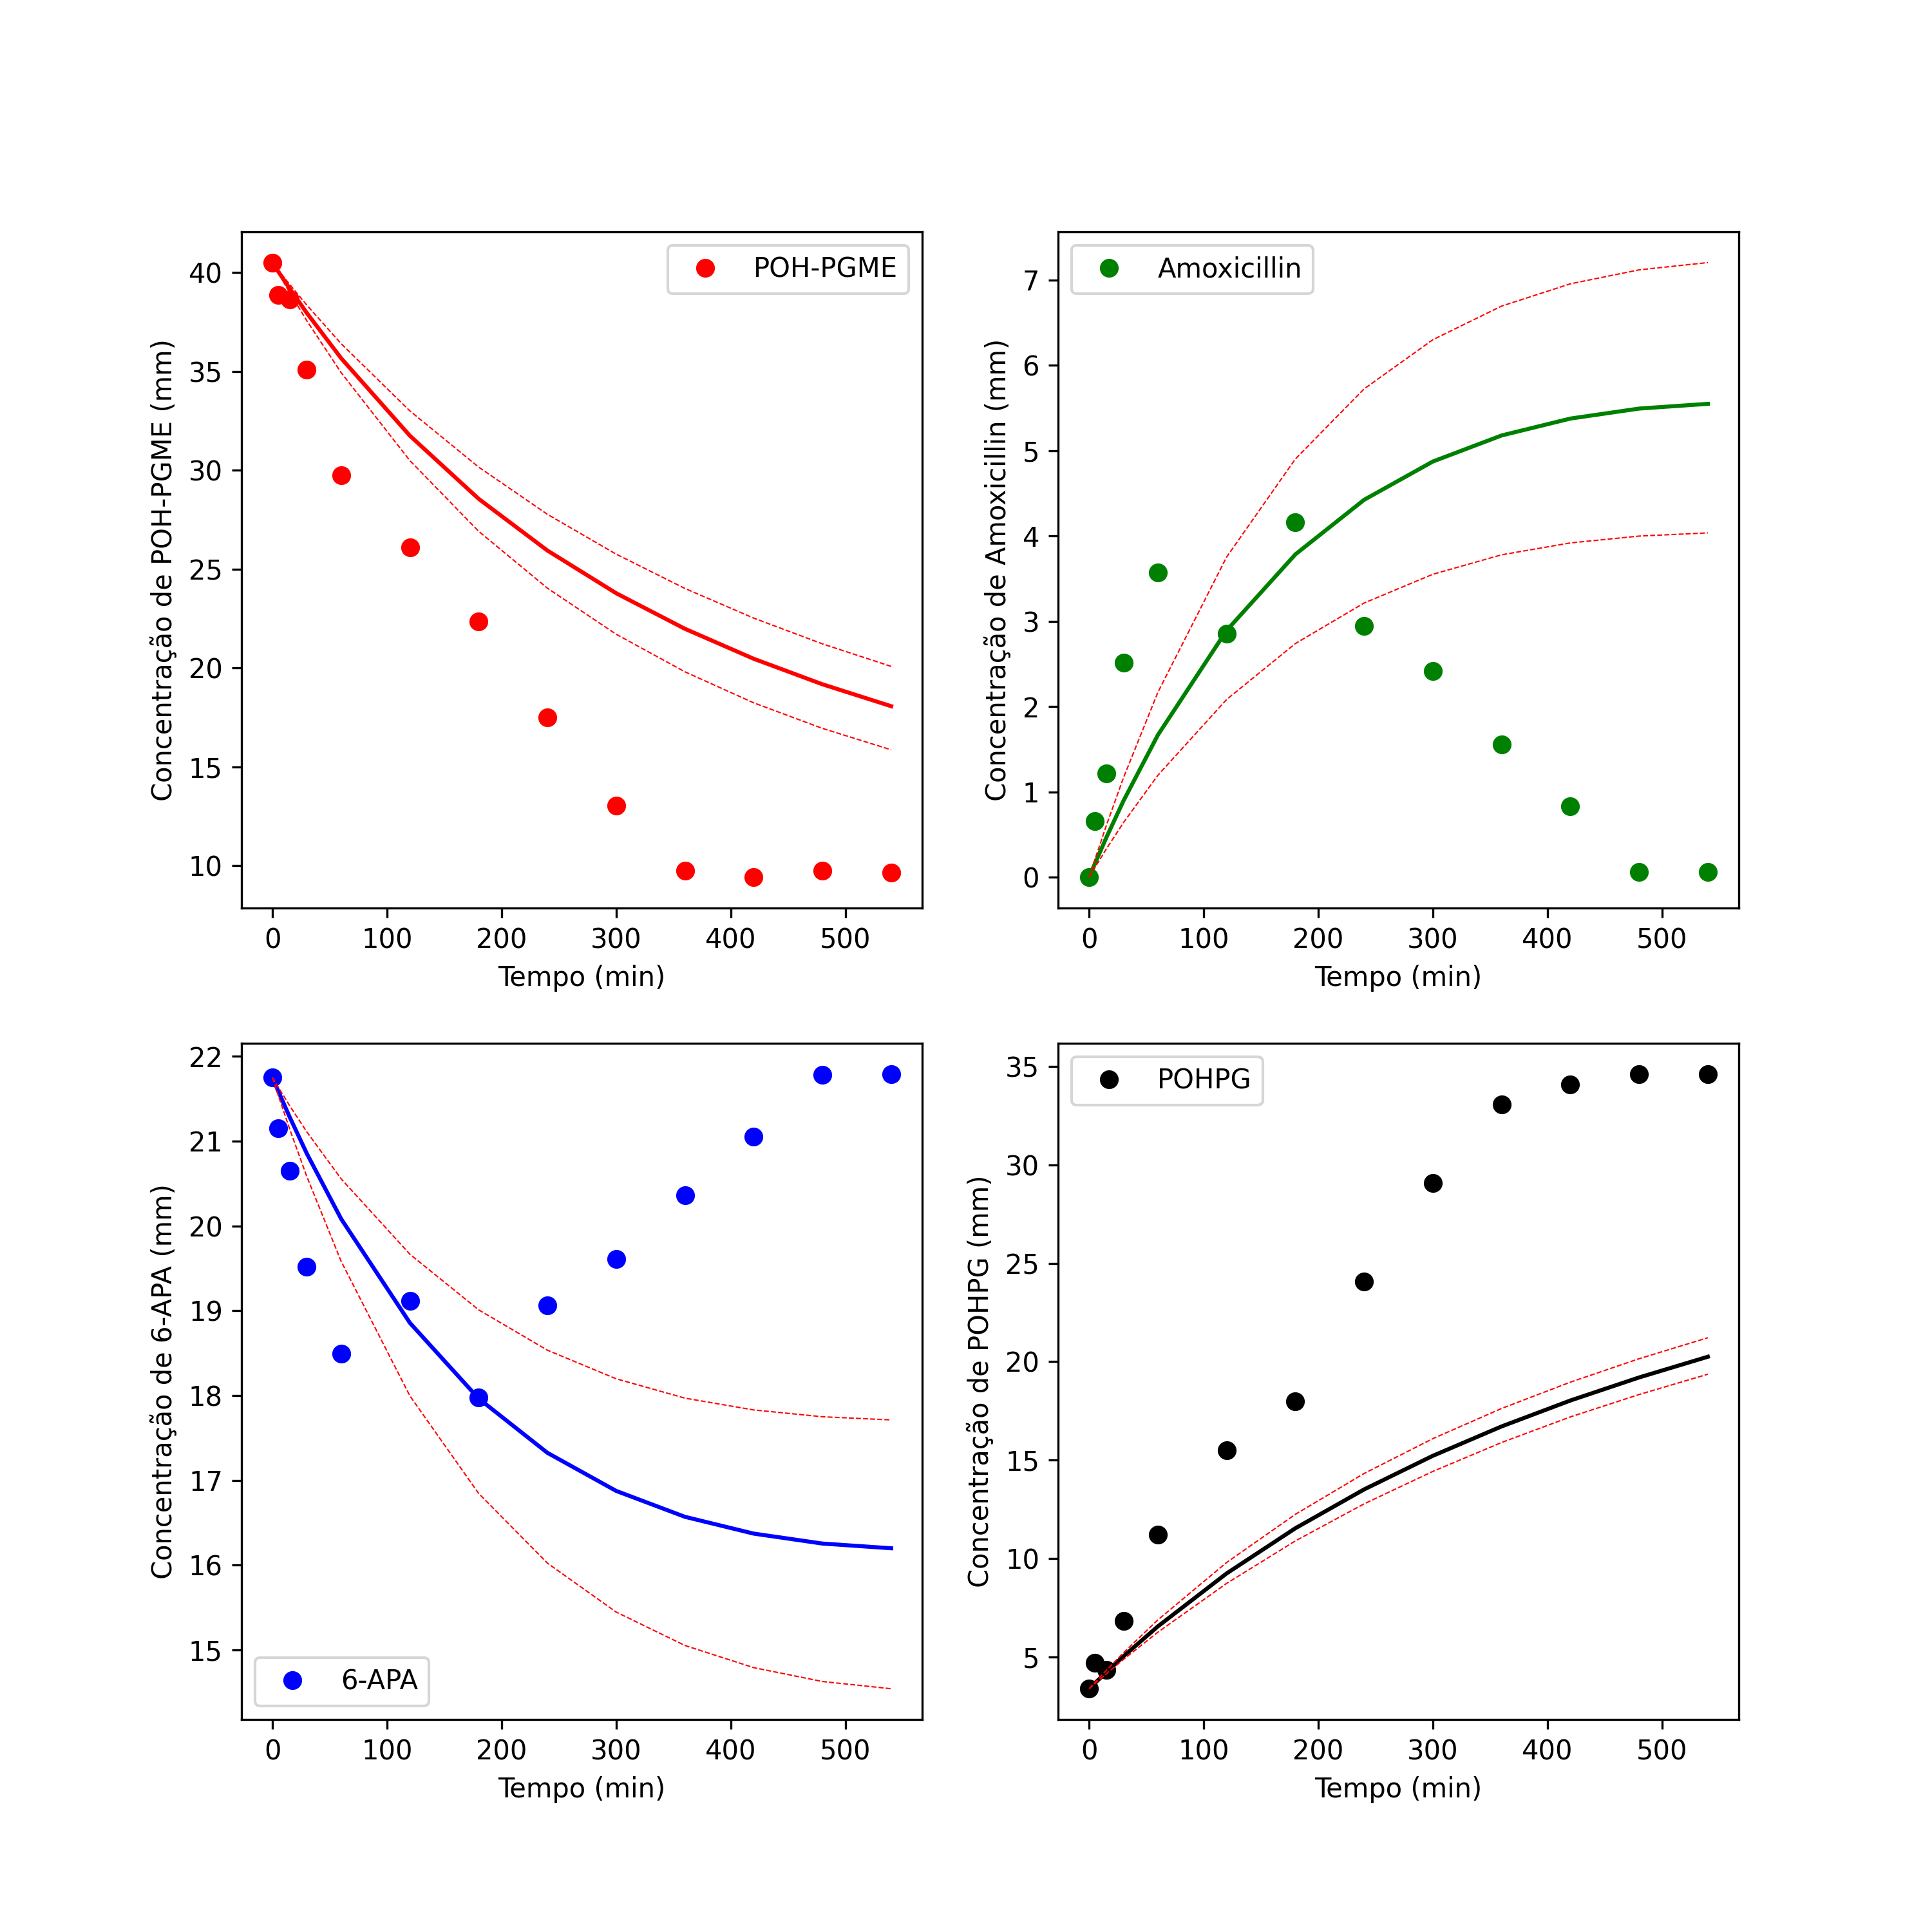 POH-PGME
Concentração de POH-PGME (mm)
40
35
30
25
20
15
10
0 100 200 300 400 500
Tempo (min)
Amoxicillin
Concentração de Amoxicillin (mm)
7
6
5
4
3
2
1
0
0 100 200 300 400 500
Tempo (min)
6-APA
Concentração de 6-APA (mm)
22
21
20
19
18
17
16
15
0 100 200 300 400 500
Tempo (min)
POHPG
Concentração de POHPG (mm)
35
30
25
20
15
10
5
0 100 200 300 400 500
Tempo (min)